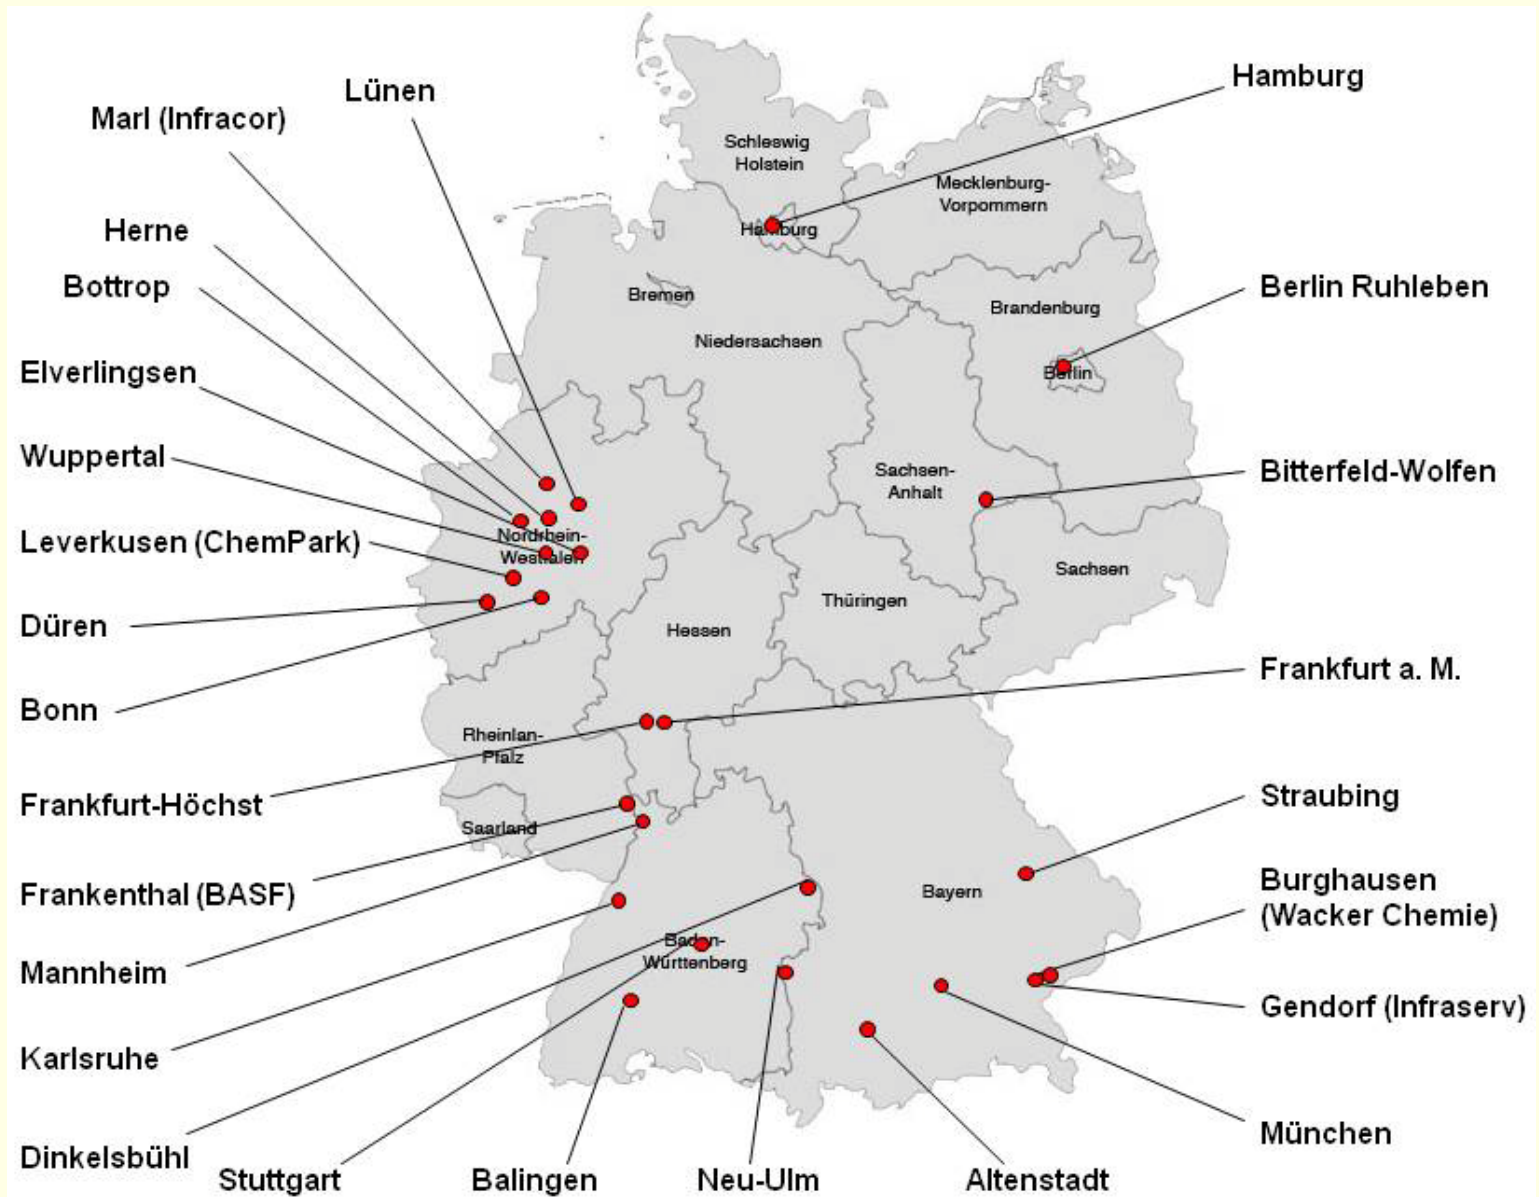 Lünen
Marl (Infracor)
Herne
Bottrop
Elverlingsen
Wuppertal
Leverkusen (ChemPark)
Düren
Bonn
Frankfurt-Höchst
Frankenthal (BASF)
Mannheim
Karlsruhe
Dinkelsbühl
Stuttgart
Balingen
Neu-Ulm
Altenstadt
Hamburg
Berlin Ruhleben
Bitterfeld-Wolfen
Frankfurt a. M.
Straubing
Burghausen
(Wacker Chemie)
Gendorf (Infraserv)
München
Schleswig
Holstein
Mecklenburg-
Vorpommern
Hamburg
Bremen
Niedersachsen
Brandenburg
Berlin
Sachsen-
Anhalt
Nordrhein-
Westfalen
Sachsen
Thüringen
Hessen
Rheinlan-
Pfalz
Saarland
Bayern
Baden-
Württenberg